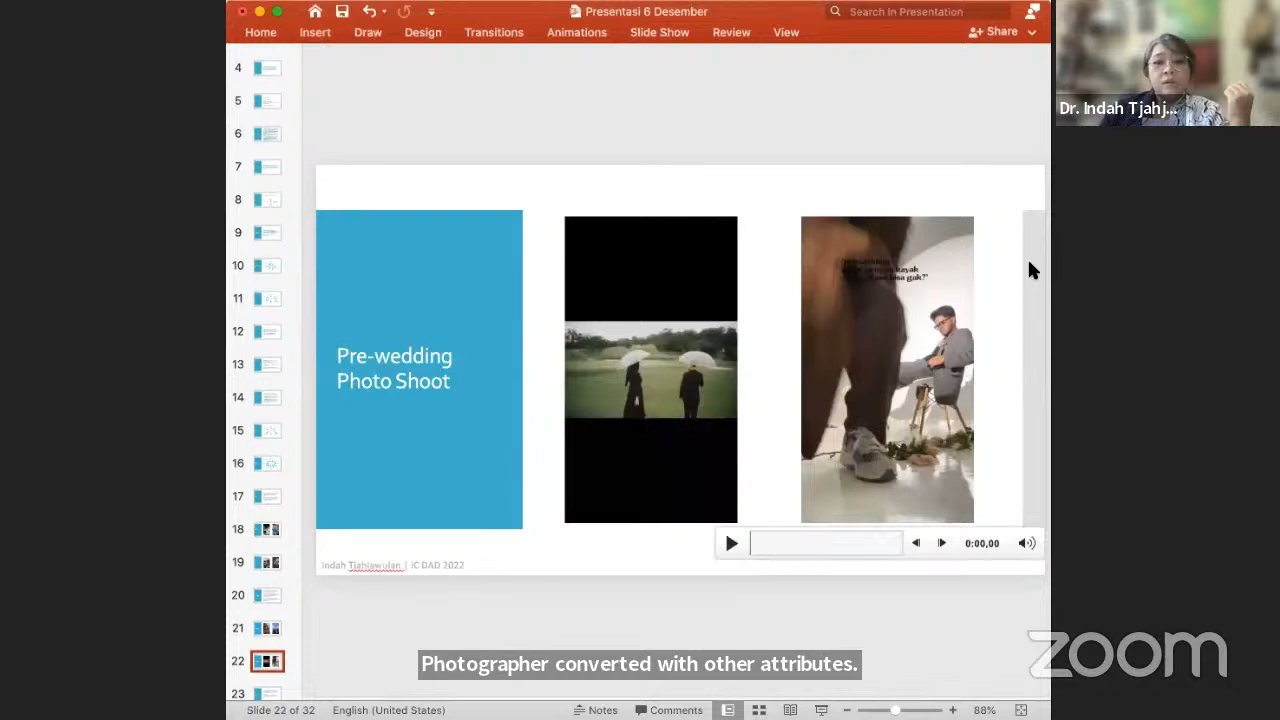 Presentasi 6 Desember
Search in Presentation
Home Insert Draw Design Transitions Animations Slide Show Review View
Share
4
5
6
7
8
9
10
11
12
13
14
15
16
17
18
19
20
21
22
23
Pre-wedding
Photo Shoot
gak?"
0:00,00
Indah Tjahjawulan | IC DAD 2022
Dr. Indah Tjahj...
Photographer converted with other attributes.
zoom
Slide 22 of 32 English (United States) Notes Comments 88%